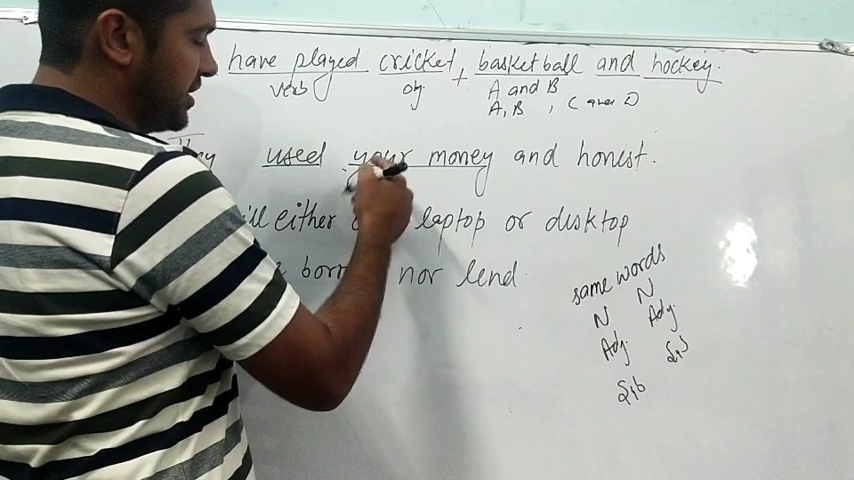 have played cricket + basketball and hockey.
verb obj A and B
A, B , C and D
used your money and honest.
either laptop or desktop
nor lend
same words
N N
Adj Adj